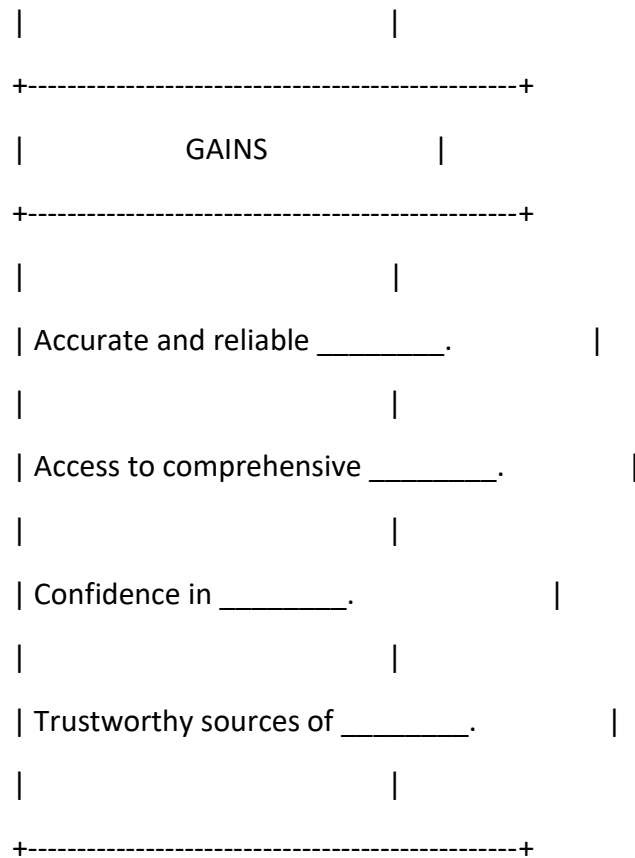 |                                              |
+--------------------------------------------------+
|                    GAINS                    |
+--------------------------------------------------+
|                                              |
| Accurate and reliable ________.                 |
|                                              |
| Access to comprehensive ________.               |
|                                              |
| Confidence in ________.                        |
|                                              |
| Trustworthy sources of ________.                |
|                                              |
+--------------------------------------------------+